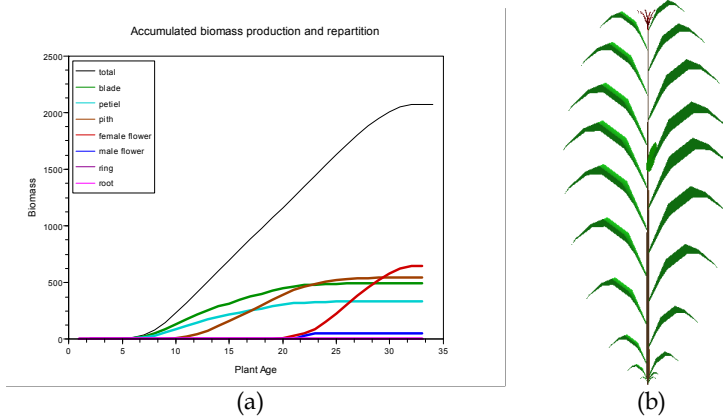 Accumulated biomass production and repartition
2500
2000
1500
1000
500
0
Biomass
total
blade
petiel
pith
female flower
male flower
ring
root
0 5 10 15 20 25 30 35
Plant Age
(a)
(b)